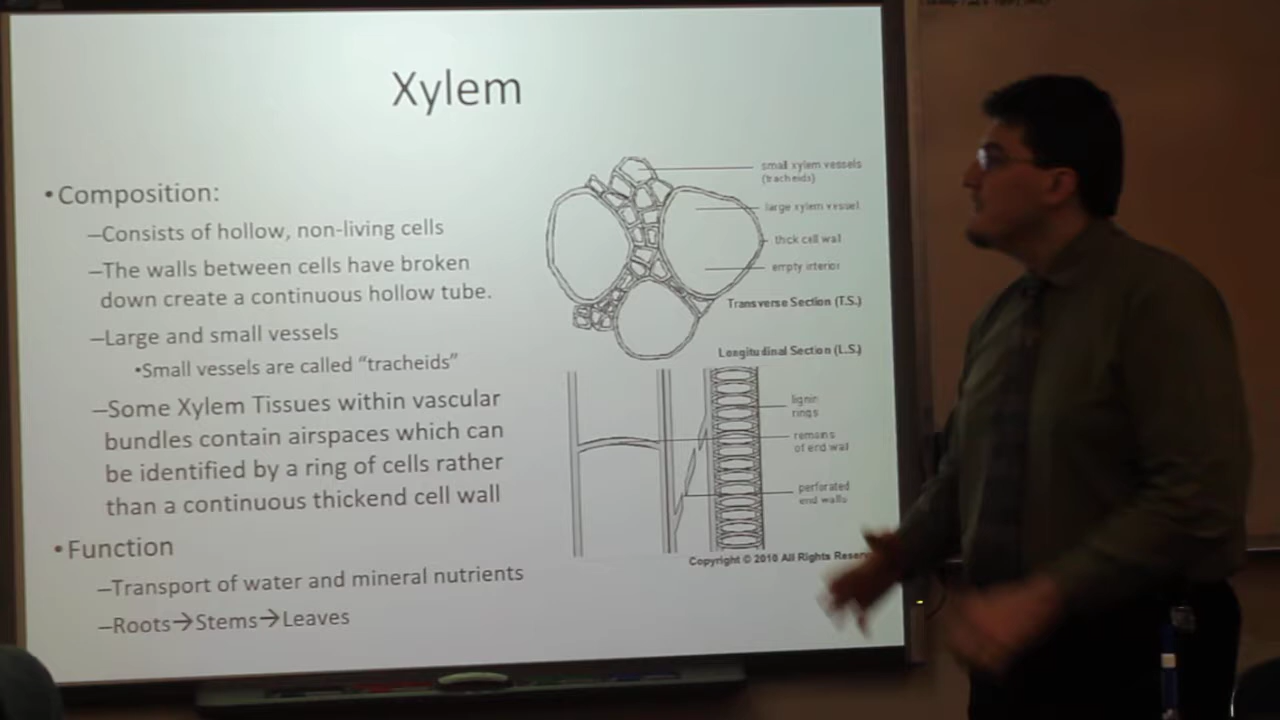 Xylem
•Composition:
–Consists of hollow, non-living cells
–The walls between cells have broken
down create a continuous hollow tube.
–Large and small vessels
•Small vessels are called “tracheids”
–Some Xylem Tissues within vascular
bundles contain airspaces which can
be identified by a ring of cells rather
than a continuous thickend cell wall
•Function
–Transport of water and mineral nutrients
–Roots→Stems→Leaves
small xylem vessels
(tracheids)
large xylem vessel
thick cell wall
empty interior
Transverse Section (T.S.)
Longitudinal Section (L.S.)
lignin
rings
remains
of end wall
perforated
end walls
Copyright © 2010 All Rights Reser